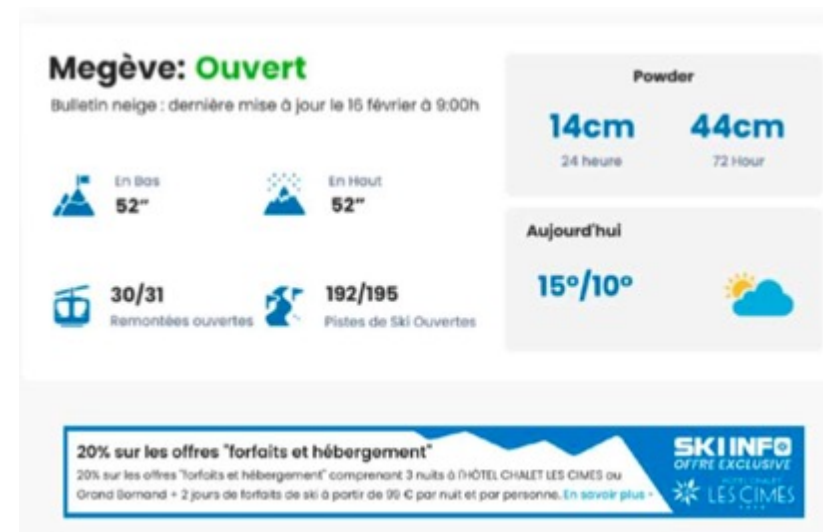 Megève: Ouvert
Bulletin neige : dernière mise à jour le 16 février à 9:00h
En Bas
52"
En Haut
52"
30/31
Remontées ouvertes
192/195
Pistes de Ski Ouvertes
Powder
14cm
24 heure
44cm
72 Hour
Aujourd'hui
15°/10°
20% sur les offres "forfaits et hébergement"
20% sur les offres "forfaits et hébergement" comprenant 3 nuits à l'HÔTEL CHALET LES CIMES au
Grand Bornand + 2 jours de forfaits de ski à partir de 99 € par nuit et par personne. En savoir plus
SKIINFO
OFFRE EXCLUSIVE
HÔTEL CHALET
LES CIMES